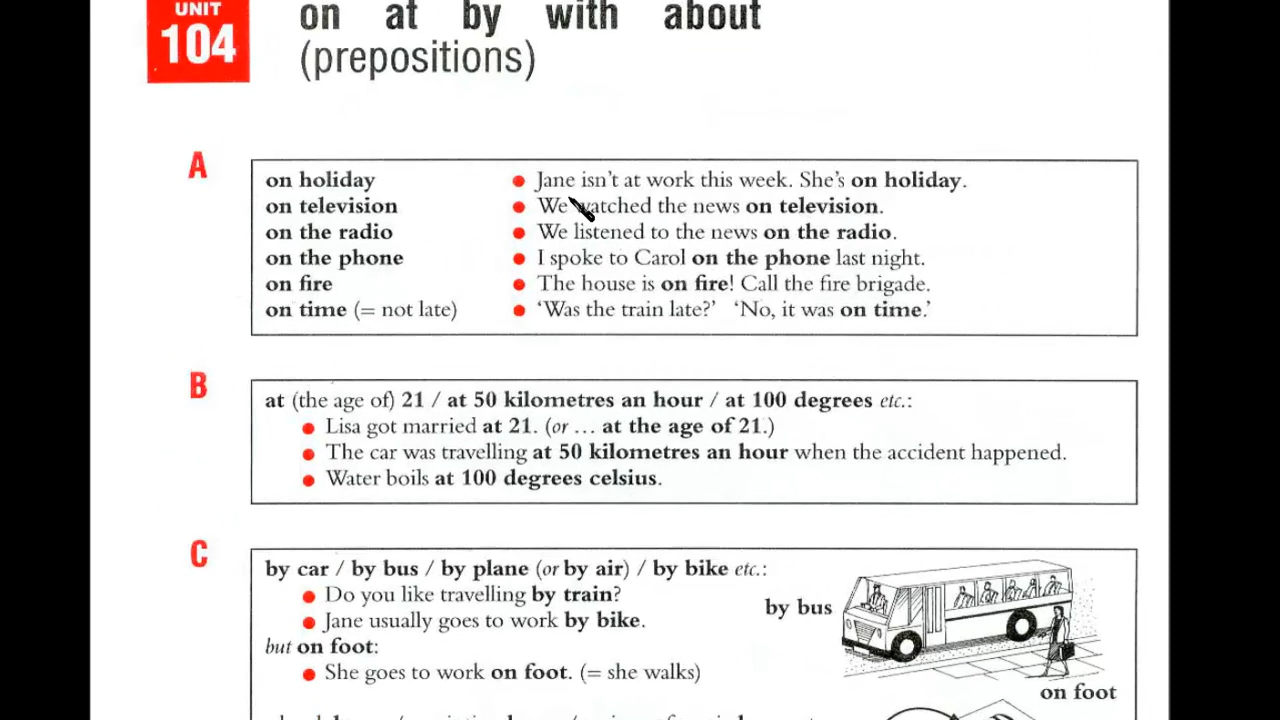 UNIT
104
on at by with about
(prepositions)
A
on holiday • Jane isn't at work this week. She's on holiday.
on television • We watched the news on television.
on the radio • We listened to the news on the radio.
on the phone • I spoke to Carol on the phone last night.
on fire • The house is on fire! Call the fire brigade.
on time (= not late) • ‘Was the train late?’ ‘No, it was on time.’
B
at (the age of) 21 / at 50 kilometres an hour / at 100 degrees etc.:
• Lisa got married at 21. (or … at the age of 21.)
• The car was travelling at 50 kilometres an hour when the accident happened.
• Water boils at 100 degrees celsius.
C
by car / by bus / by plane (or by air) / by bike etc.:
• Do you like travelling by train?
• Jane usually goes to work by bike.
but on foot:
• She goes to work on foot. (= she walks)
by bus
on foot